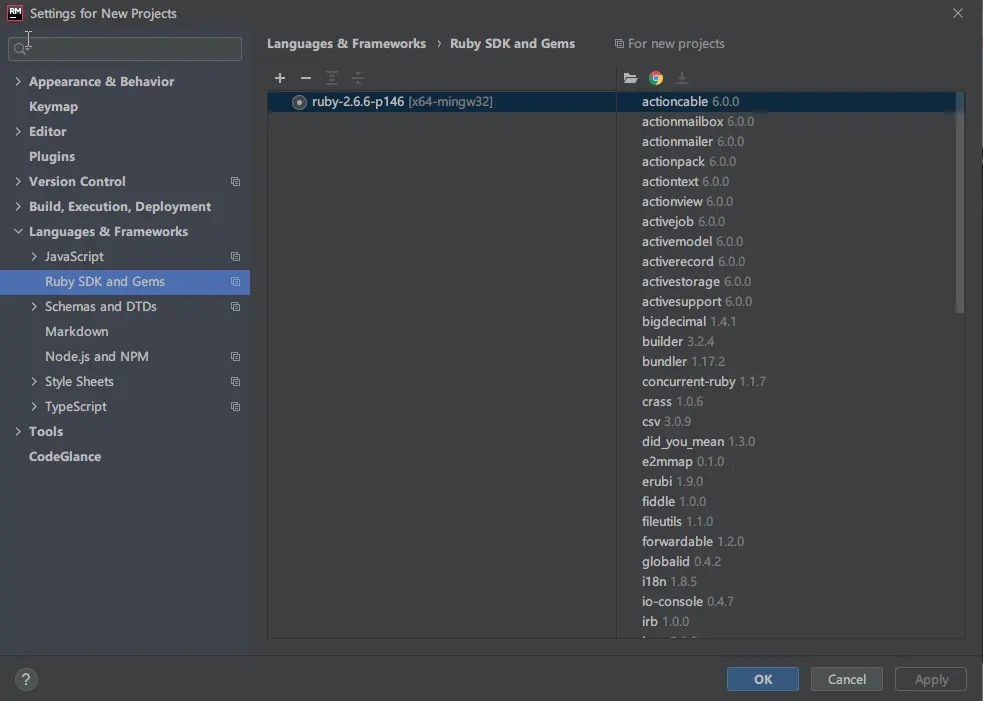 RM Settings for New Projects
Languages & Frameworks › Ruby SDK and Gems For new projects
Appearance & Behavior
Keymap
Editor
Plugins
Version Control
Build, Execution, Deployment
Languages & Frameworks
JavaScript
Ruby SDK and Gems
Schemas and DTDs
Markdown
Node.js and NPM
Style Sheets
TypeScript
Tools
CodeGlance
ruby-2.6.6-p146 [x64-mingw32]
actioncable 6.0.0
actionmailbox 6.0.0
actionmailer 6.0.0
actionpack 6.0.0
actiontext 6.0.0
actionview 6.0.0
activejob 6.0.0
activemodel 6.0.0
activerecord 6.0.0
activestorage 6.0.0
activesupport 6.0.0
bigdecimal 1.4.1
builder 3.2.4
bundler 1.17.2
concurrent-ruby 1.1.7
crass 1.0.6
csv 3.0.9
did_you_mean 1.3.0
e2mmap 0.1.0
erubi 1.9.0
fiddle 1.0.0
fileutils 1.1.0
forwardable 1.2.0
globalid 0.4.2
i18n 1.8.5
io-console 0.4.7
irb 1.0.0
? OK Cancel Apply